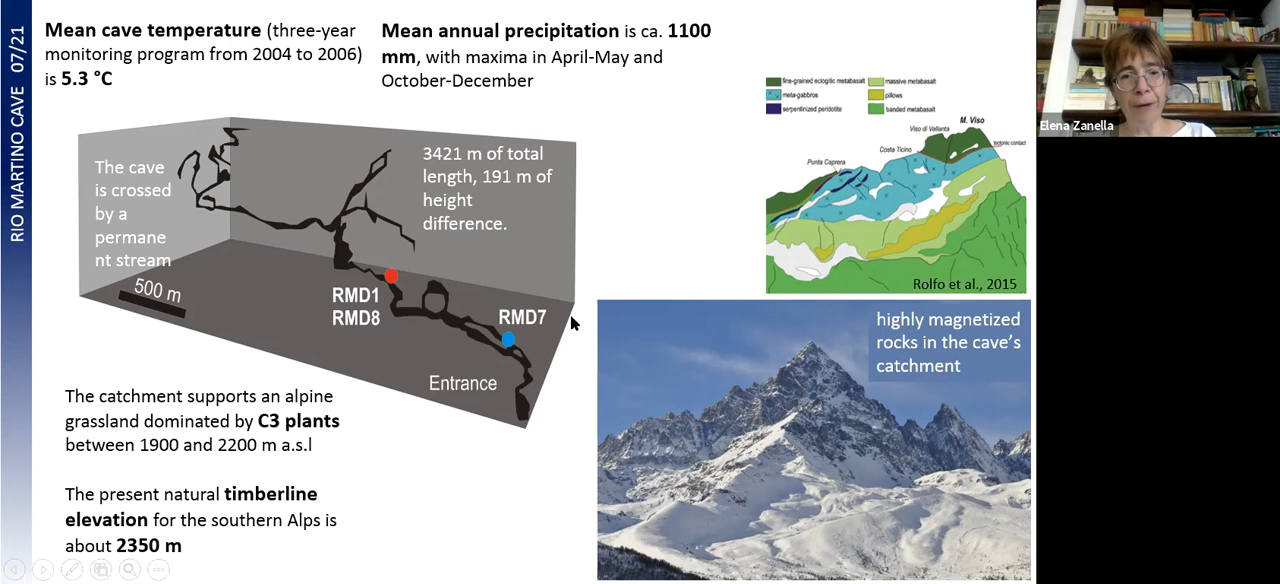 RIO MARTINO CAVE 07/21
Mean cave temperature (three-year
monitoring program from 2004 to 2006)
is 5.3 °C
Mean annual precipitation is ca. 1100
mm, with maxima in April-May and
October-December
The cave
is crossed
by a
permane
nt stream
3421 m of total
length, 191 m of
height
difference.
500 m
RMD1
RMD8
RMD7
Entrance
The catchment supports an alpine
grassland dominated by C3 plants
between 1900 and 2200 m a.s.l
The present natural timberline
elevation for the southern Alps is
about 2350 m
fine-grained eclogitic metabasalt
meta-gabbros
serpentinized peridotite
massive metabasalt
pillows
banded metabasalt
M. Viso
Viso di Vallanta
Costa Ticino
tectonic contact
Punta Caprera
Rolfo et al., 2015
highly magnetized
rocks in the cave's
catchment
Elena Zanella